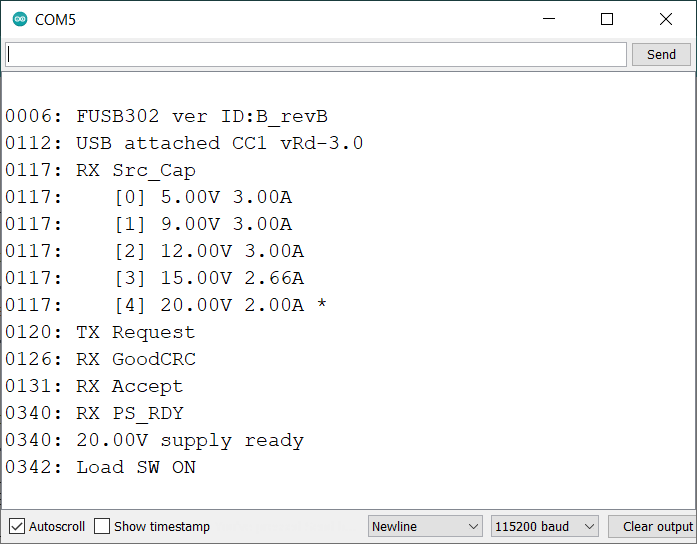 COM5
Send
0006: FUSB302 ver ID:B_revB
0112: USB attached CC1 vRd-3.0
0117: RX Src_Cap
0117:    [0] 5.00V 3.00A
0117:    [1] 9.00V 3.00A
0117:    [2] 12.00V 3.00A
0117:    [3] 15.00V 2.66A
0117:    [4] 20.00V 2.00A *
0120: TX Request
0126: RX GoodCRC
0131: RX Accept
0340: RX PS_RDY
0340: 20.00V supply ready
0342: Load SW ON
Autoscroll Show timestamp Newline 115200 baud Clear output